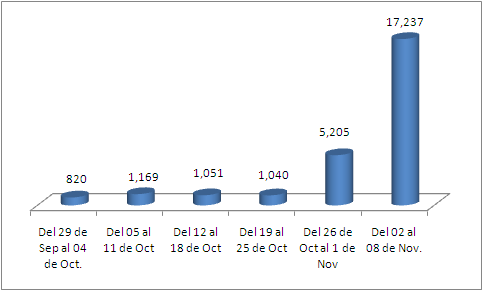 17,237
5,205
820
1,169
1,051
1,040
Del 29 de
Sep al 04
de Oct.
Del 05 al
11 de Oct
Del 12 al
18 de Oct
Del 19 al
25 de Oct
Del 26 de
Oct al 1 de
Nov
Del 02 al
08 de Nov.